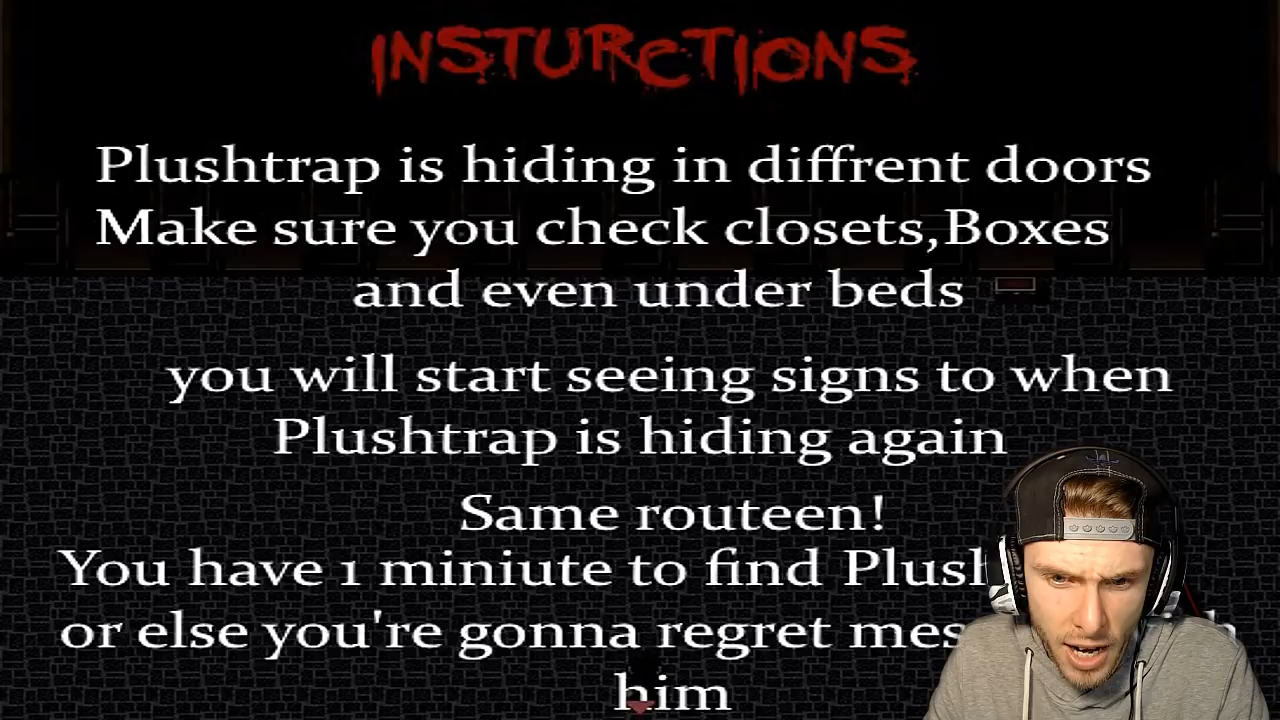 INSTURCTIONS
Plushtrap is hiding in diffrent doors
Make sure you check closets,Boxes
and even under beds
you will start seeing signs to when
Plushtrap is hiding again
Same routeen!
You have 1 miniute to find
or else you're gonna regret
him